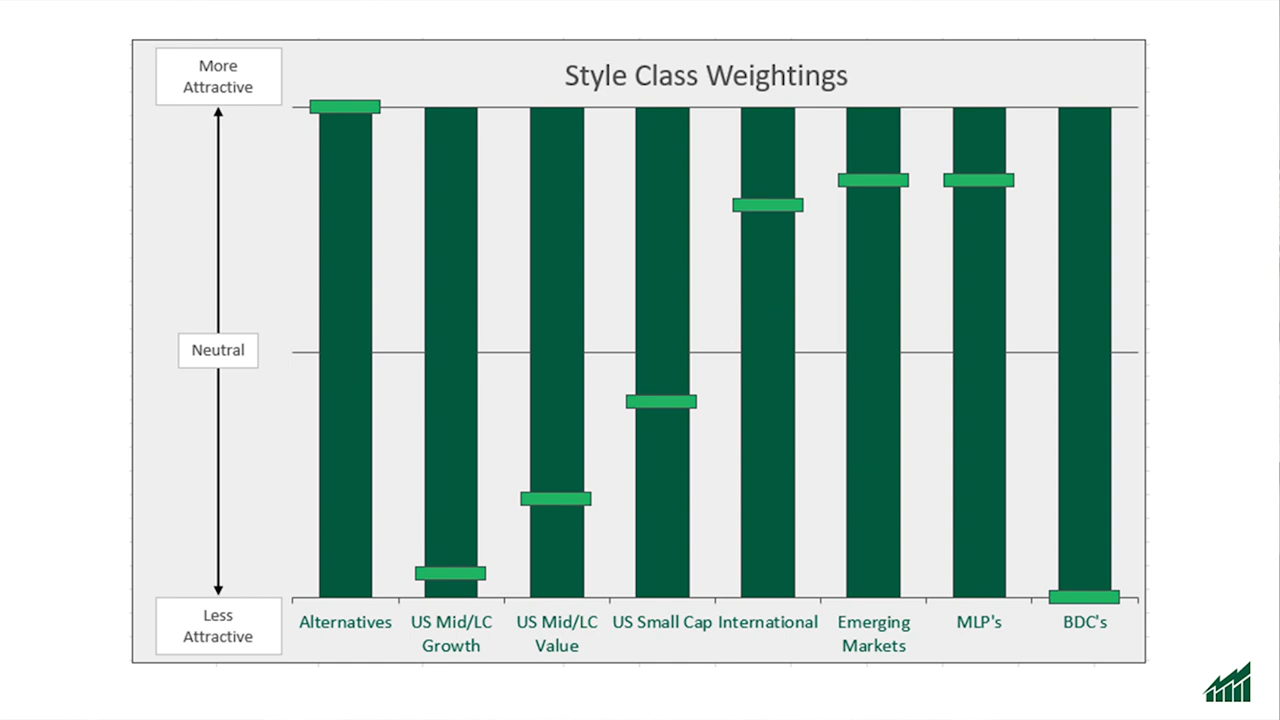 More
Attractive
Style Class Weightings
Neutral
Less
Attractive
Alternatives
US Mid/LC
Growth
US Mid/LC
Value
US Small Cap
International
Emerging
Markets
MLP's
BDC's